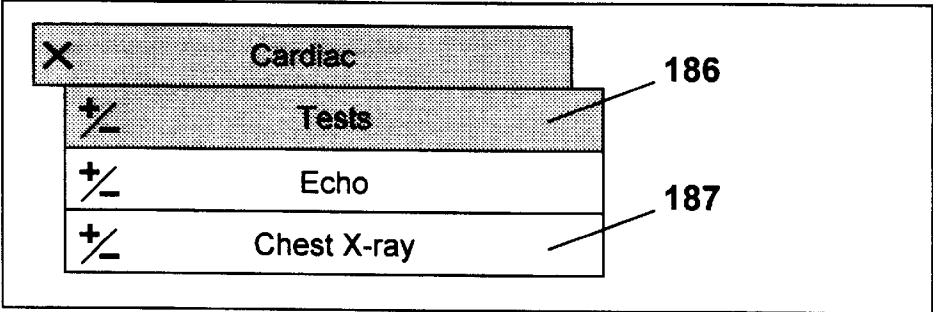 Cardiac
186
+/- Tests
+/- Echo
187
+/- Chest X-ray